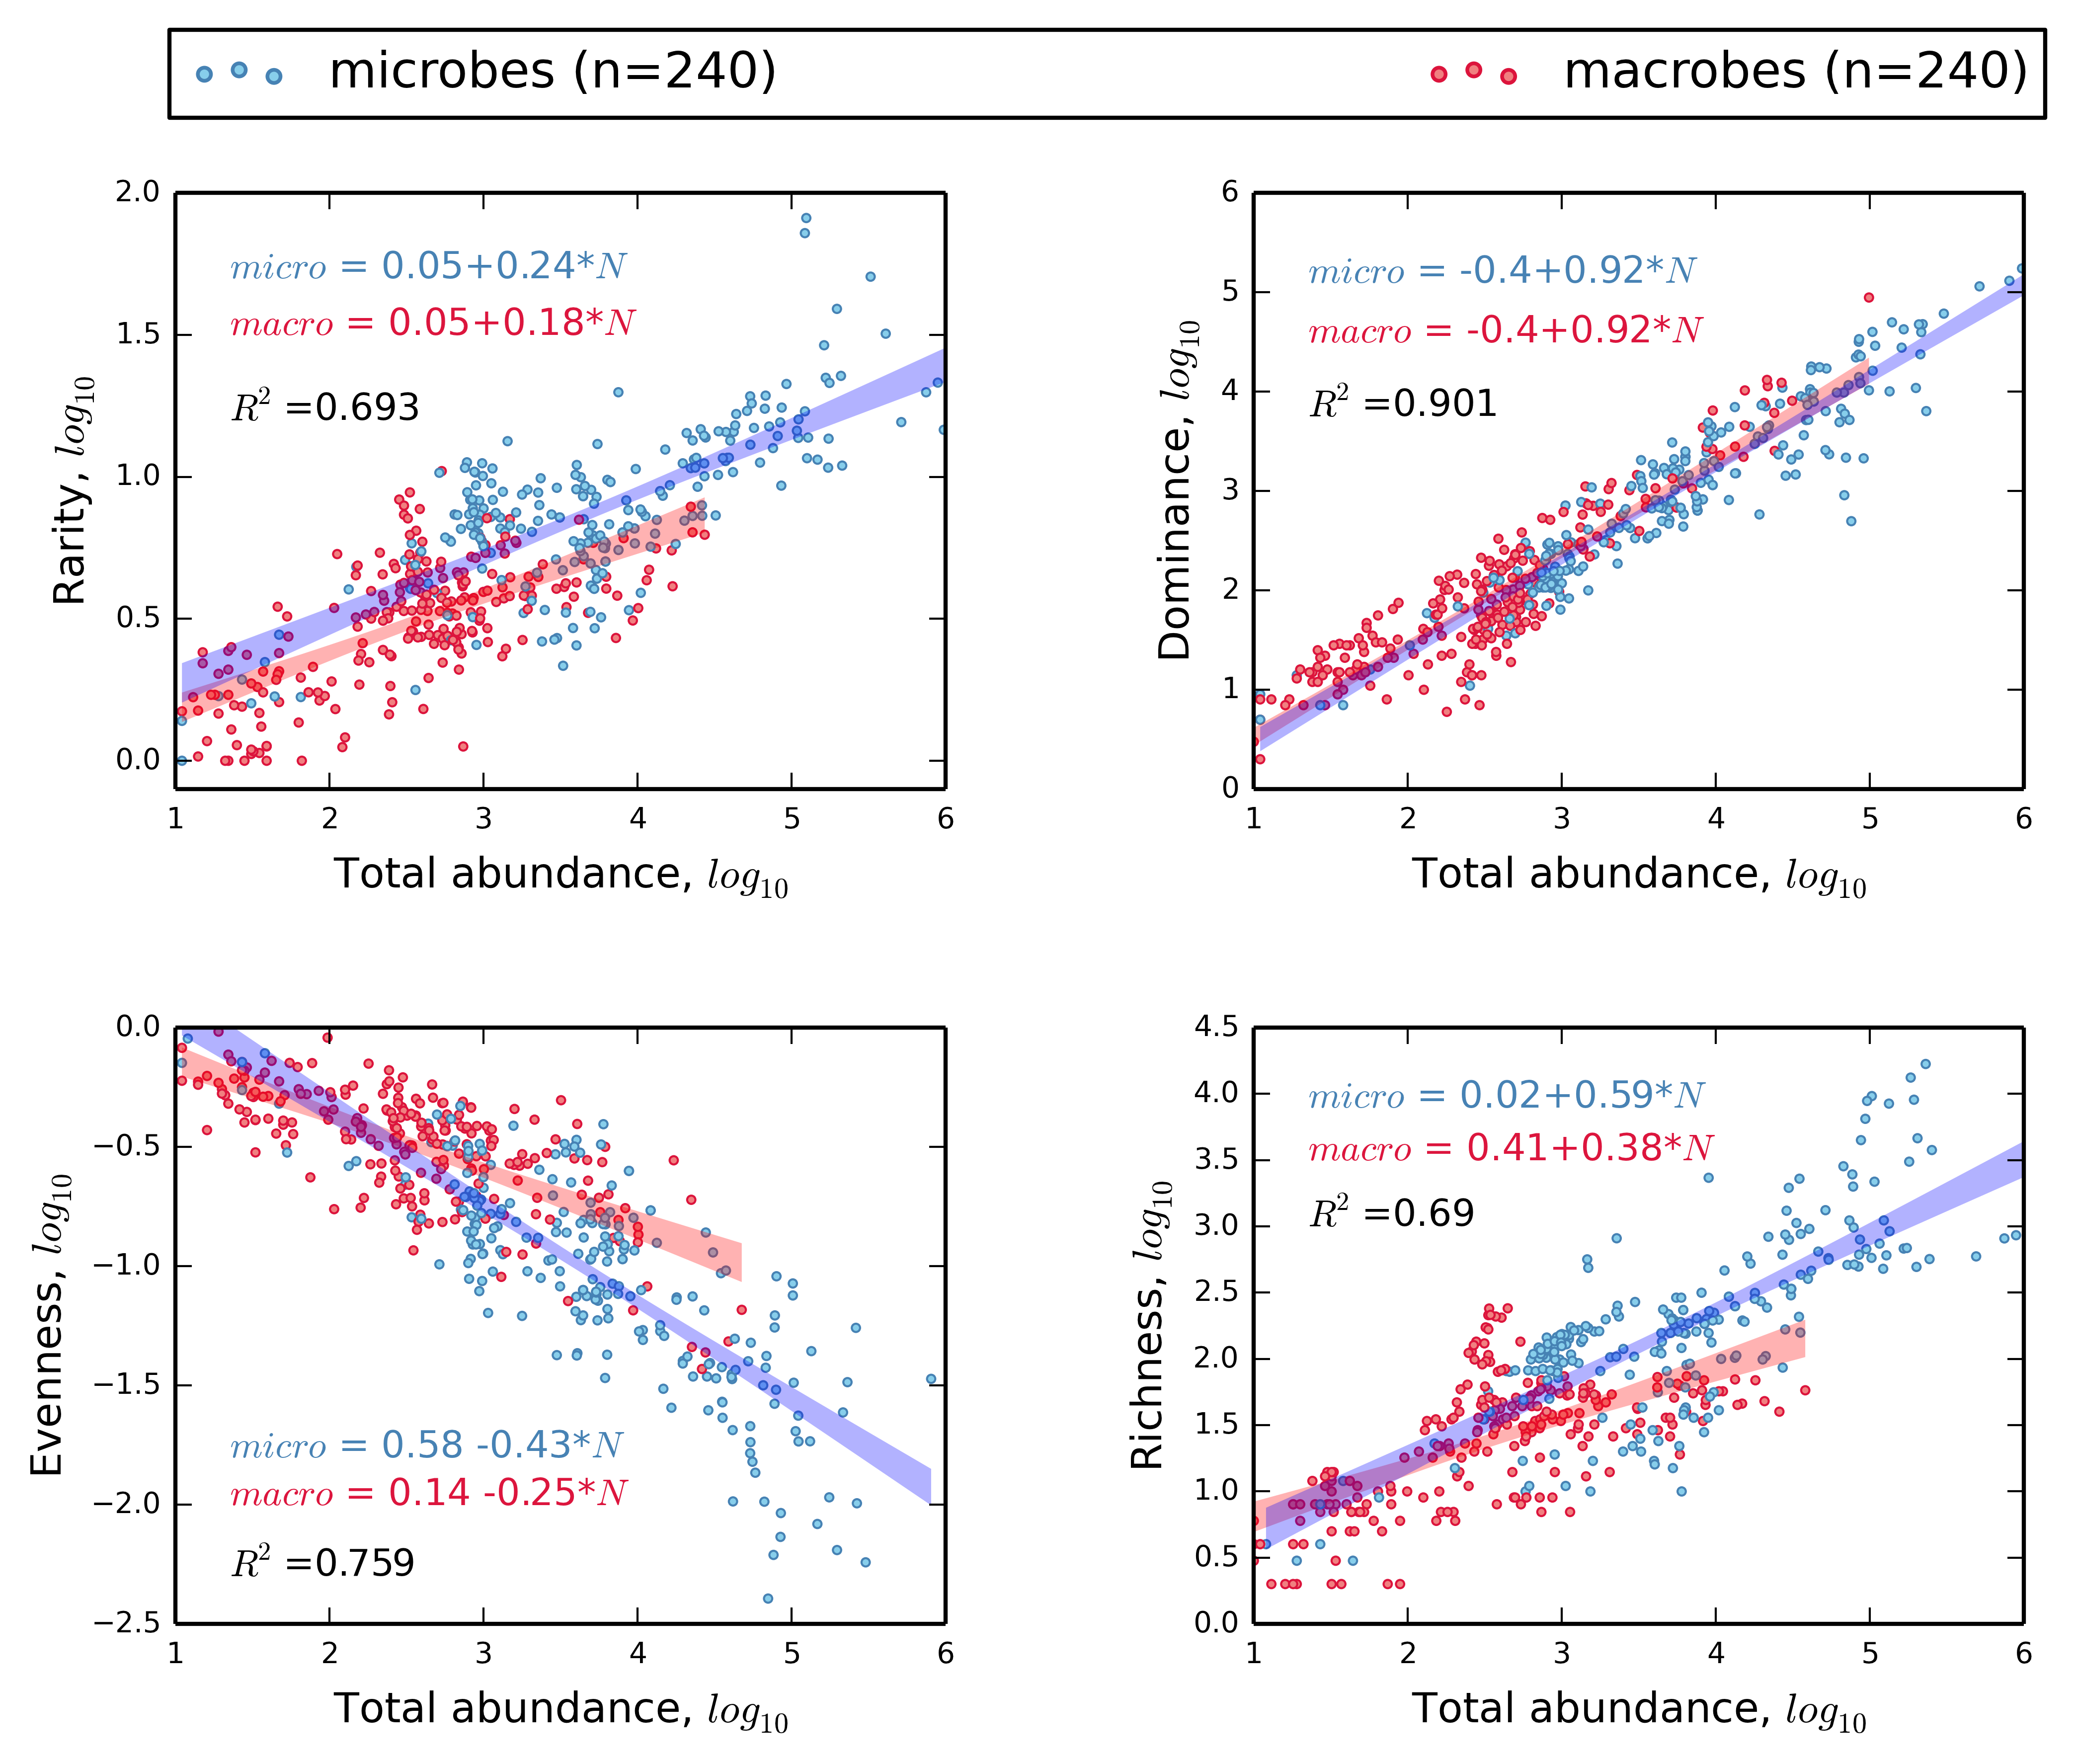 microbes (n=240)
macrobes (n=240)
2.0
1.5
1.0
0.5
0.0
Rarity, log10
micro = 0.05+0.24*N
macro = 0.05+0.18*N
R² =0.693
1 2 3 4 5 6
Total abundance, log10
6
5
4
3
2
1
0
Dominance, log10
micro = -0.4+0.92*N
macro = -0.4+0.92*N
R² =0.901
1 2 3 4 5 6
Total abundance, log10
0.0
−0.5
−1.0
−1.5
−2.0
−2.5
Evenness, log10
micro = 0.58 -0.43*N
macro = 0.14 -0.25*N
R² =0.759
1 2 3 4 5 6
Total abundance, log10
4.5
4.0
3.5
3.0
2.5
2.0
1.5
1.0
0.5
0.0
Richness, log10
micro = 0.02+0.59*N
macro = 0.41+0.38*N
R² =0.69
1 2 3 4 5 6
Total abundance, log10